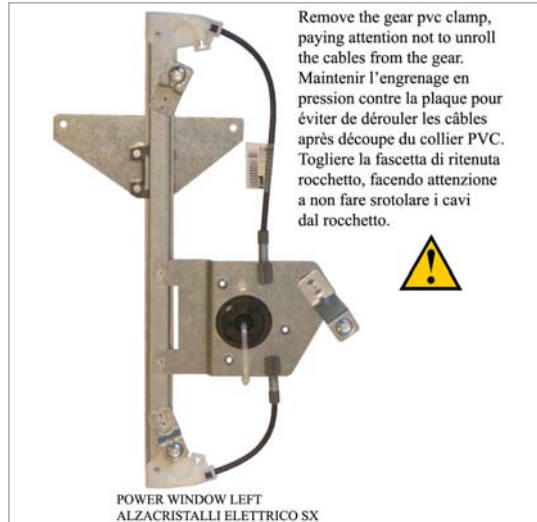 Remove the gear pvc clamp,
paying attention not to unroll
the cables from the gear.
Maintenir l’engrenage en
pression contre la plaque pour
éviter de dérouler les câbles
après découpe du collier PVC.
Togliere la fascetta di ritenuta
rocchetto, facendo attenzione
a non fare srotolare i cavi
dal rocchetto.
POWER WINDOW LEFT
ALZACRISTALLI ELETTRICO SX